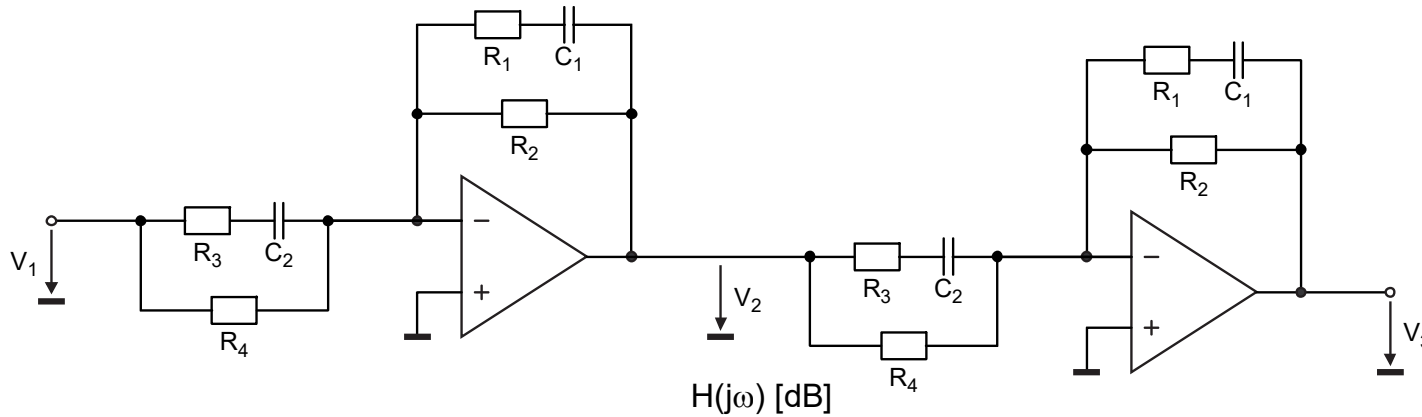 R₁ C₁
R₂
R₃ C₂
R₄
V₁
−
+
V₂
R₁ C₁
R₂
R₃ C₂
R₄
−
+
H(jω) [dB]